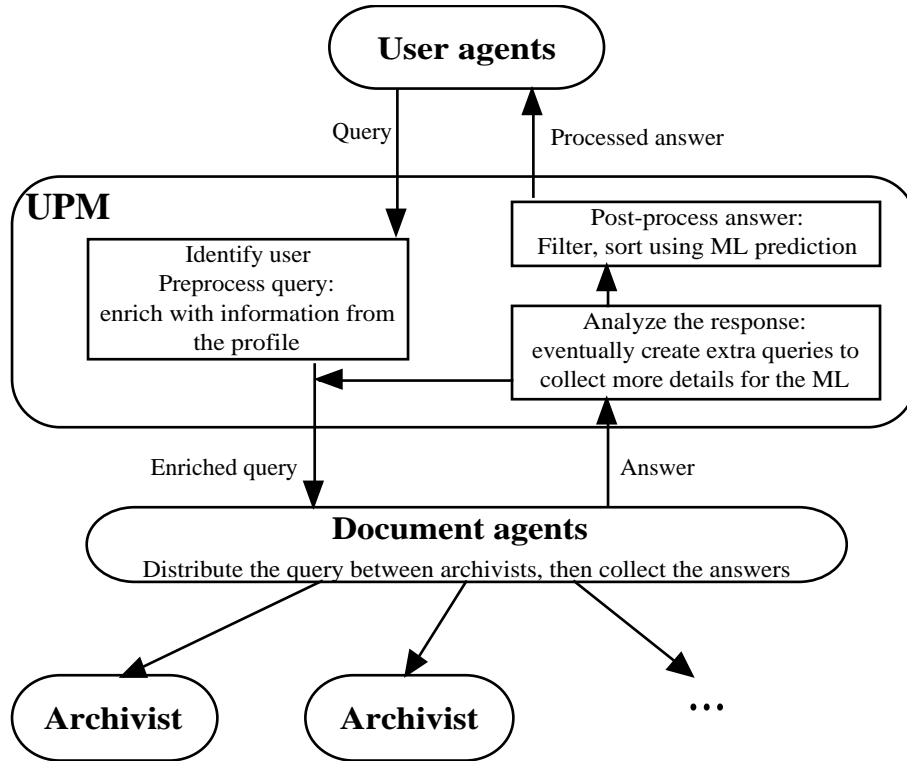 User agents
Query
Processed answer
UPM
Identify user
Preprocess query:
enrich with information from
the profile
Post-process answer:
Filter, sort using ML prediction
Analyze the response:
eventually create extra queries to
collect more details for the ML
Enriched query
Answer
Document agents
Distribute the query between archivists, then collect the answers
Archivist
Archivist
...